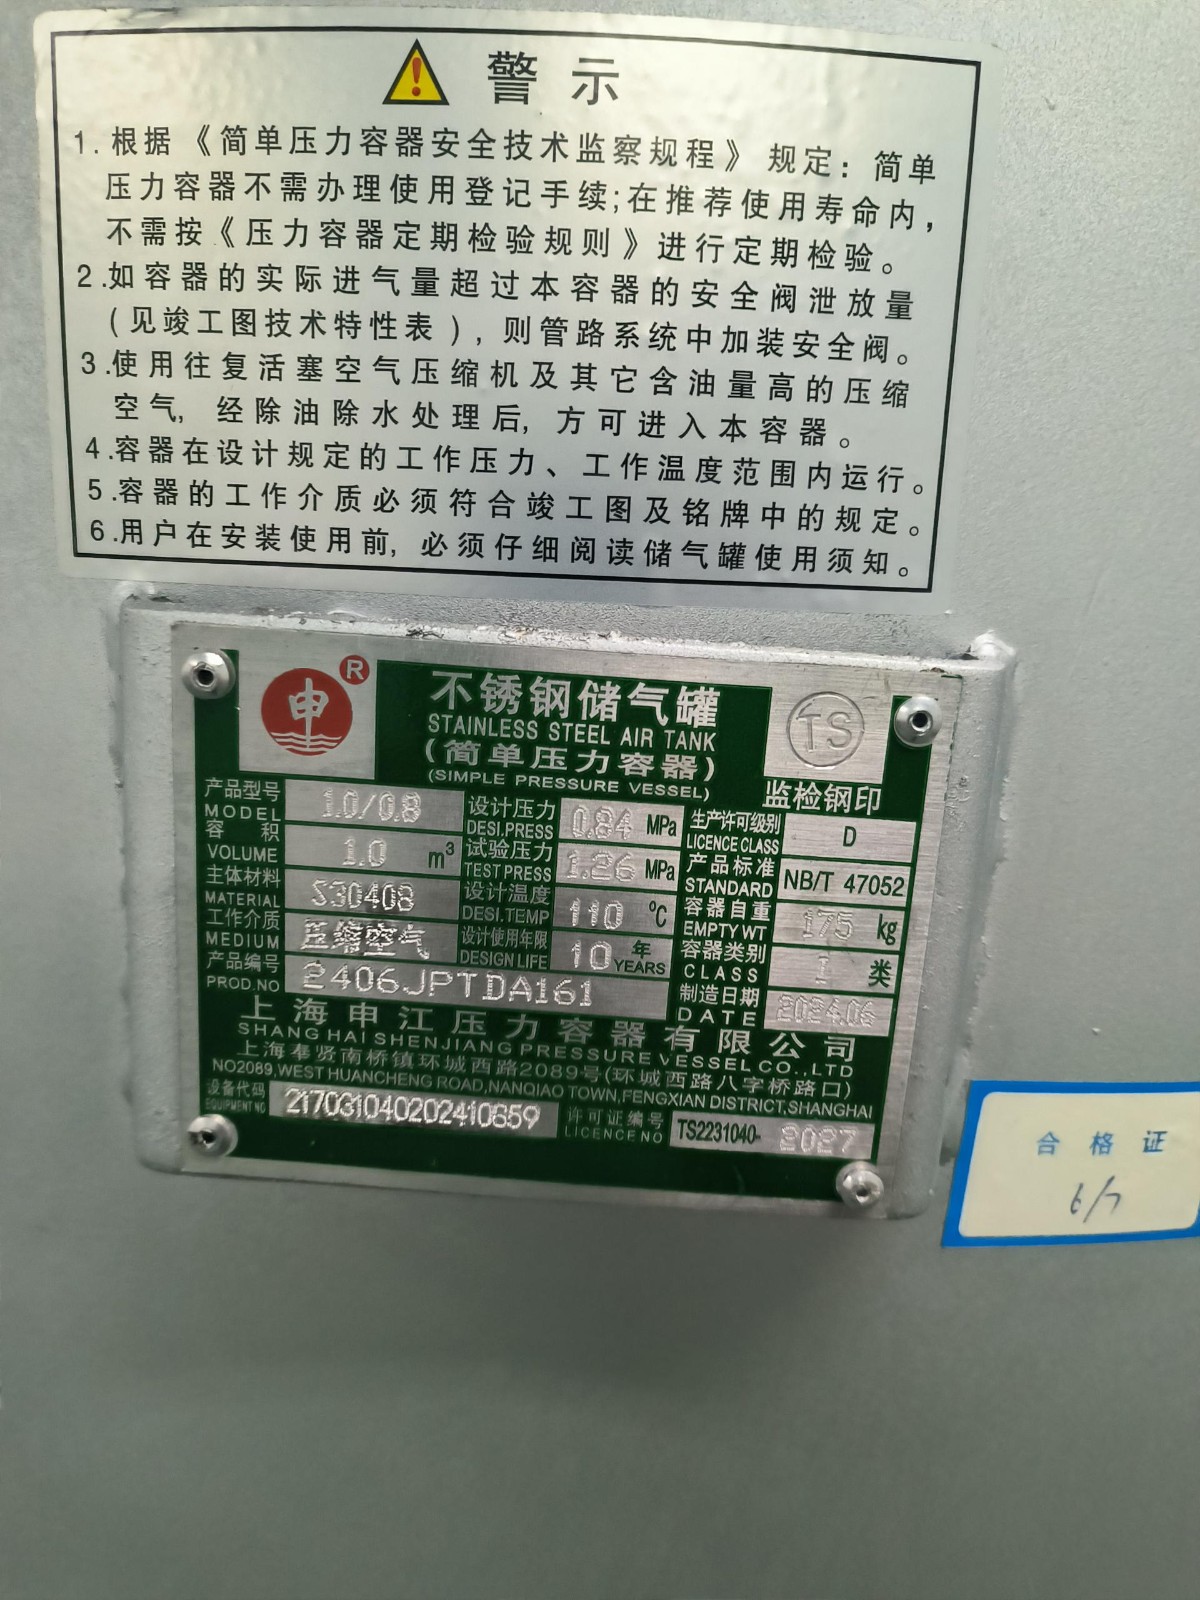 警示
1.根据《简单压力容器安全技术监察规程》规定：简单
压力容器不需办理使用登记手续;在推荐使用寿命内，
不需按《压力容器定期检验规则》进行定期检验。
2.如容器的实际进气量超过本容器的安全阀泄放量
(见竣工图技术特性表)，则管路系统中加装安全阀。
3.使用往复活塞空气压缩机及其它含油量高的压缩
空气，经除油除水处理后，方可进入本容器。
4.容器在设计规定的工作压力、工作温度范围内运行。
5.容器的工作介质必须符合竣工图及铭牌中的规定。
6.用户在安装使用前，必须仔细阅读储气罐使用须知。
申 ®
不锈钢储气罐
STAINLESS STEEL AIR TANK
(简单压力容器)
(SIMPLE PRESSURE VESSEL)
TS
监检钢印
产品型号 MODEL 1.0/0.8
设计压力 DESI.PRESS 0.84 MPa
生产许可级别 LICENCE CLASS D
容积 VOLUME 1.0 m³
试验压力 TEST PRESS 1.26 MPa
产品标准 STANDARD NB/T 47052
主体材料 MATERIAL S30408
设计温度 DESI.TEMP 110 ℃
容器自重 EMPTY WT 175 kg
工作介质 MEDIUM 压缩空气
设计使用年限 DESIGN LIFE 10 年 YEARS
容器类别 CLASS I 类
产品编号 PROD.NO 2406JPTDA161
制造日期 DATE 2024.06
上海申江压力容器有限公司
SHANG HAI SHENJIANG PRESSURE VESSEL CO.,LTD
上海奉贤南桥镇环城西路2089号(环城西路八字桥路口)
NO2089,WEST HUANCHENG ROAD,NANQIAO TOWN,FENGXIAN DISTRICT,SHANGHAI
设备代码 EQUIPMENT NO 217031040202410859
许可证编号 LICENCE NO TS2231040-2027
合格证
6/7